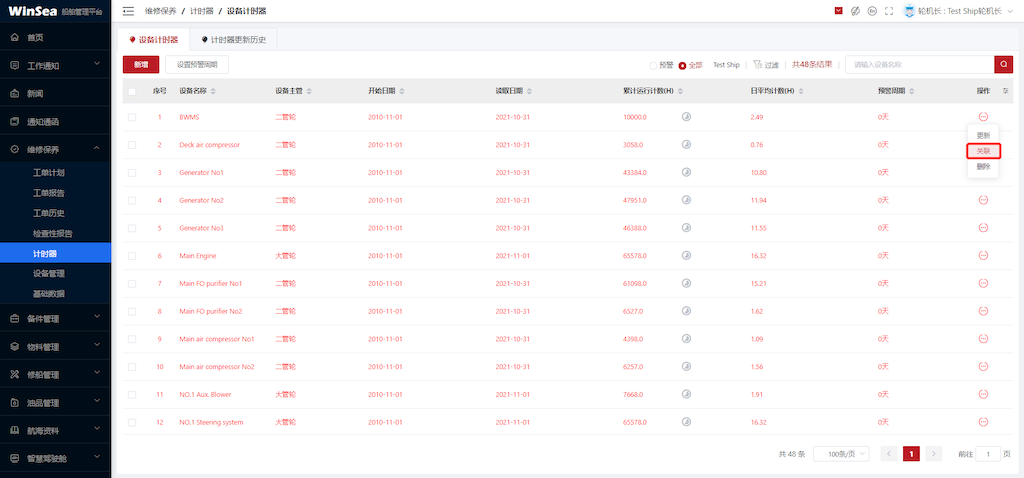 WinSea 船舶管理平台
维修保养 / 计时器 / 设备计时器
En
轮机长 : Test Ship轮机长
首页
工作通知
新闻
通知通函
维修保养
工单计划
工单报告
工单历史
检查性报告
计时器
设备管理
基础数据
备件管理
物料管理
修船管理
油品管理
航海资料
智慧驾驶舱
设备计时器 计时器更新历史
新增 设置预警周期 预警 全部 Test Ship 过滤 共48条结果 请输入设备名称
序号 设备名称 设备主管 开始日期 读取日期 累计运行计数(H) 日平均计数(H) 预警周期 操作
1 BWMS 二管轮 2010-11-01 2021-10-31 10000.0 2.49 0天
更新
关联
删除
2 Deck air compressor 二管轮 2010-11-01 2021-10-31 3058.0 0.76 0天
3 Generator No1 二管轮 2010-11-01 2021-10-31 43384.0 10.80 0天
4 Generator No2 二管轮 2010-11-01 2021-10-31 47951.0 11.94 0天
5 Generator No3 二管轮 2010-11-01 2021-10-31 46388.0 11.55 0天
6 Main Engine 大管轮 2010-11-01 2021-11-01 65578.0 16.32 0天
7 Main FO purifier No1 二管轮 2010-11-01 2021-10-31 61098.0 15.21 0天
8 Main FO purifier No2 二管轮 2010-11-01 2021-10-31 6527.0 1.62 0天
9 Main air compressor No1 二管轮 2010-11-01 2021-10-31 4398.0 1.09 0天
10 Main air compressor No2 二管轮 2010-11-01 2021-10-31 6257.0 1.56 0天
11 NO.1 Aux. Blower 大管轮 2010-11-01 2021-11-01 7668.0 1.91 0天
12 NO.1 Steering system 大管轮 2010-11-01 2021-11-01 65578.0 16.32 0天
共 48 条 100条/页 1 前往 1 页